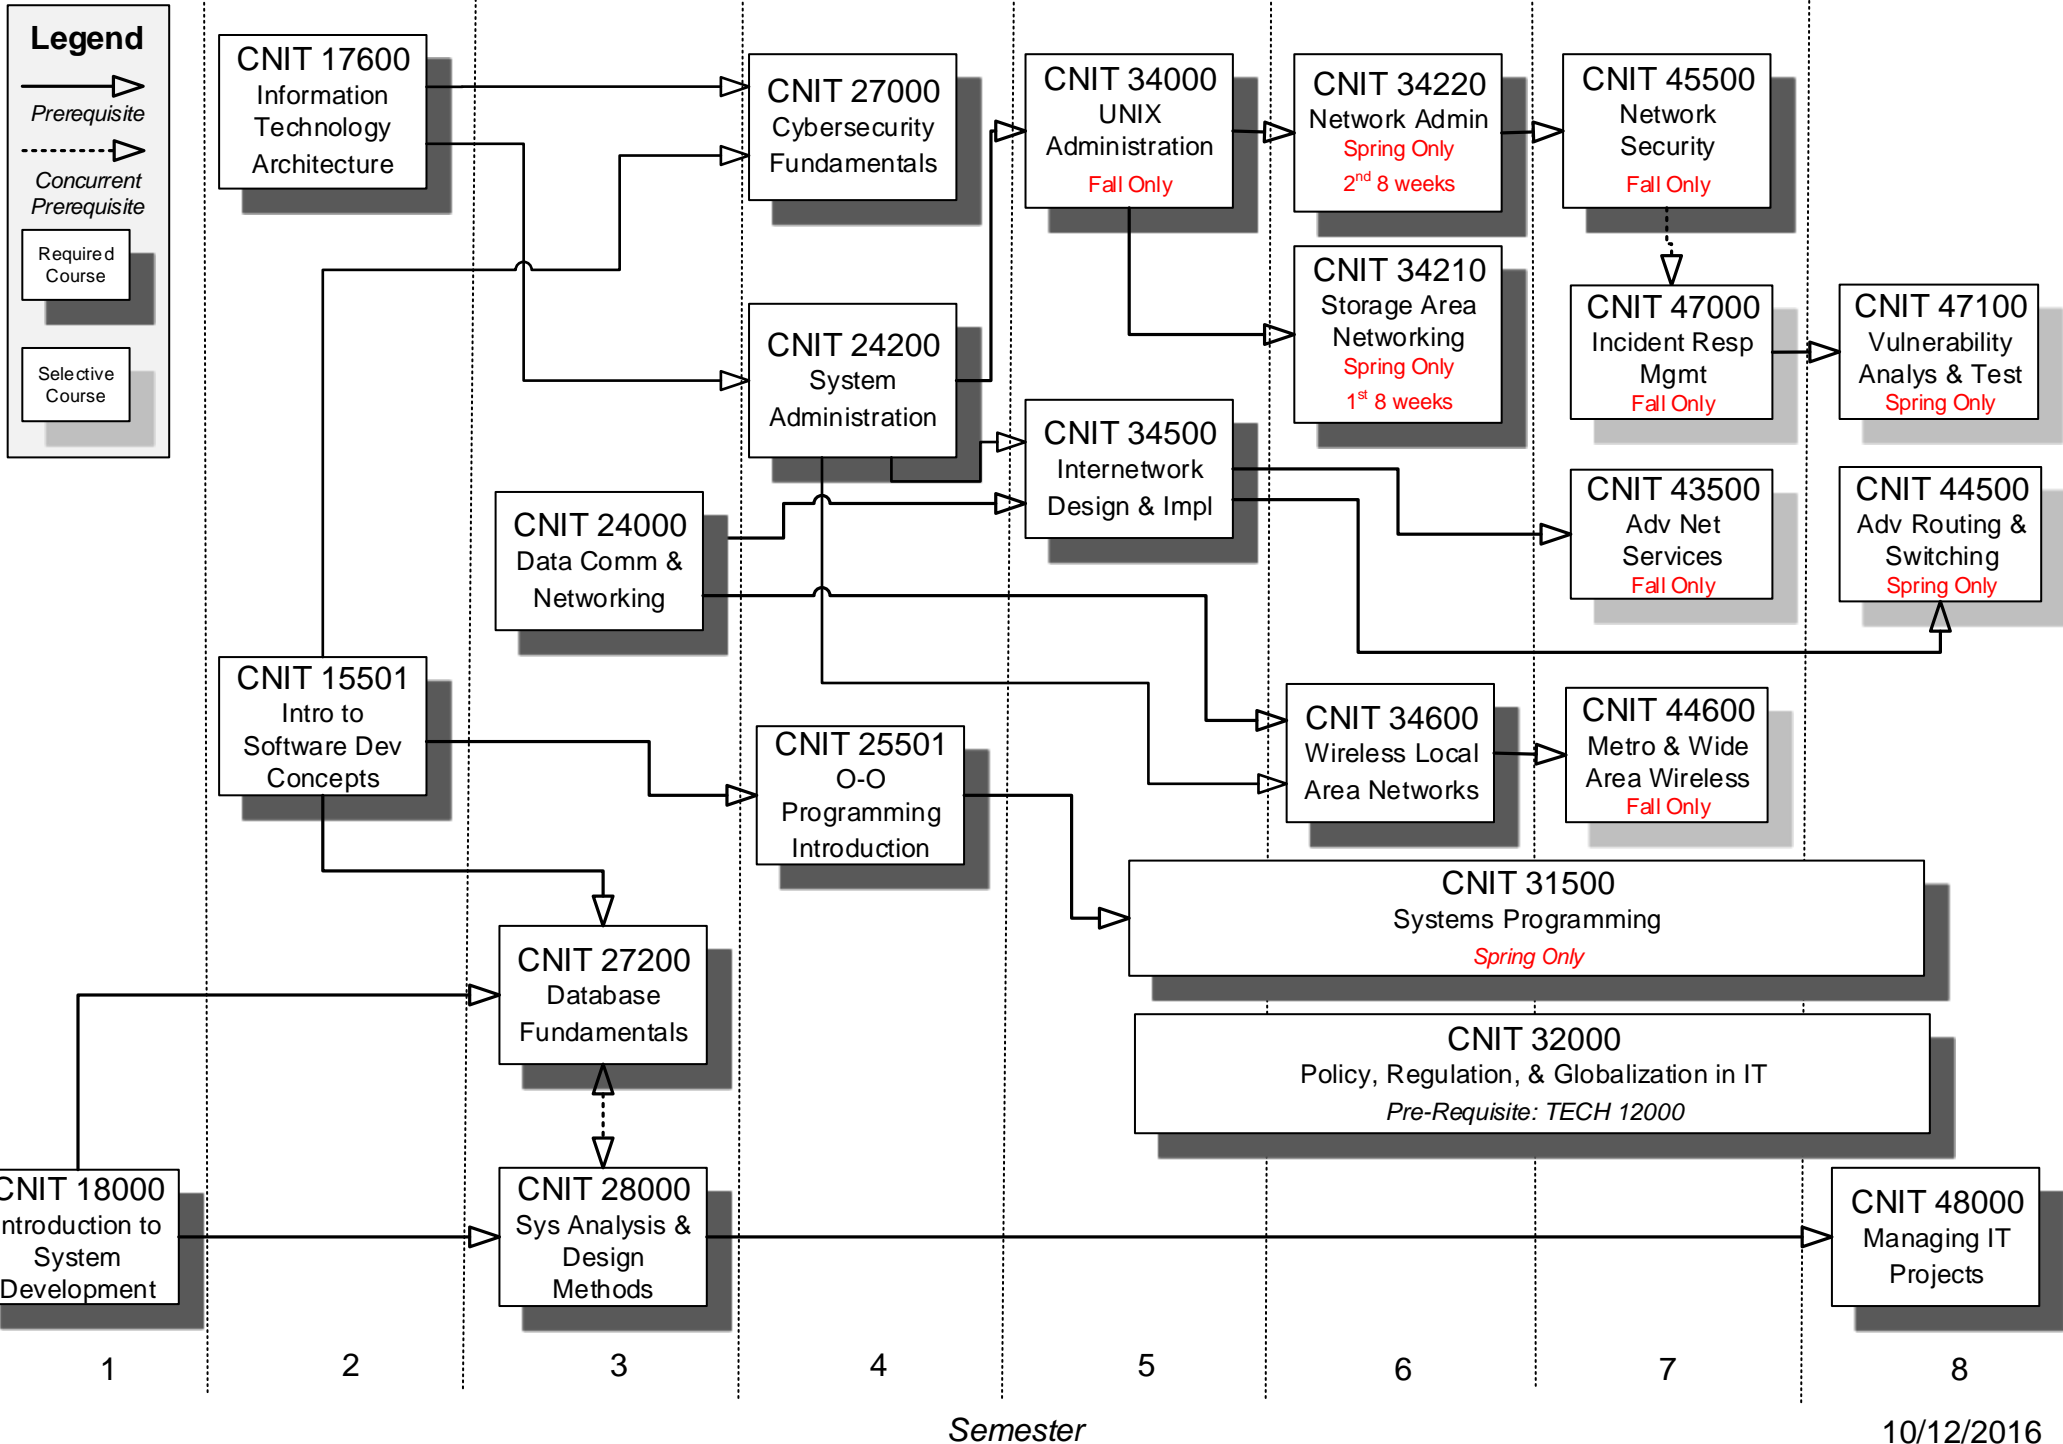 Legend
Prerequisite
Concurrent
Prerequisite
Required
Course
Selective
Course
CNIT 17600
Information
Technology
Architecture
CNIT 27000
Cybersecurity
Fundamentals
CNIT 34000
UNIX
Administration
Fall Only
CNIT 34220
Network Admin
Spring Only
2nd 8 weeks
CNIT 45500
Network
Security
Fall Only
CNIT 34210
Storage Area
Networking
Spring Only
1st 8 weeks
CNIT 47000
Incident Resp
Mgmt
Fall Only
CNIT 47100
Vulnerability
Analys & Test
Spring Only
CNIT 24200
System
Administration
CNIT 34500
Internetwork
Design & Impl
CNIT 43500
Adv Net
Services
Fall Only
CNIT 44500
Adv Routing &
Switching
Spring Only
CNIT 24000
Data Comm &
Networking
CNIT 15501
Intro to
Software Dev
Concepts
CNIT 25501
O-O
Programming
Introduction
CNIT 34600
Wireless Local
Area Networks
CNIT 44600
Metro & Wide
Area Wireless
Fall Only
CNIT 31500
Systems Programming
Spring Only
CNIT 27200
Database
Fundamentals
CNIT 32000
Policy, Regulation, & Globalization in IT
Pre-Requisite: TECH 12000
CNIT 18000
Introduction to
System
Development
CNIT 28000
Sys Analysis &
Design
Methods
CNIT 48000
Managing IT
Projects
1 2 3 4 5 6 7 8
Semester
10/12/2016